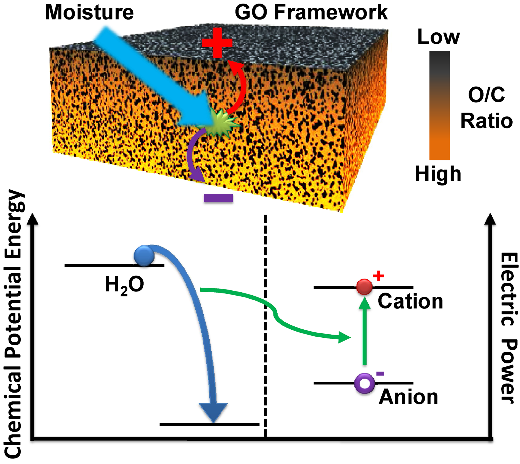 Moisture
GO Framework
+
Low
O/C
Ratio
High
−
Chemical Potential Energy
H₂O
+
Cation
-
Anion
Electric Power